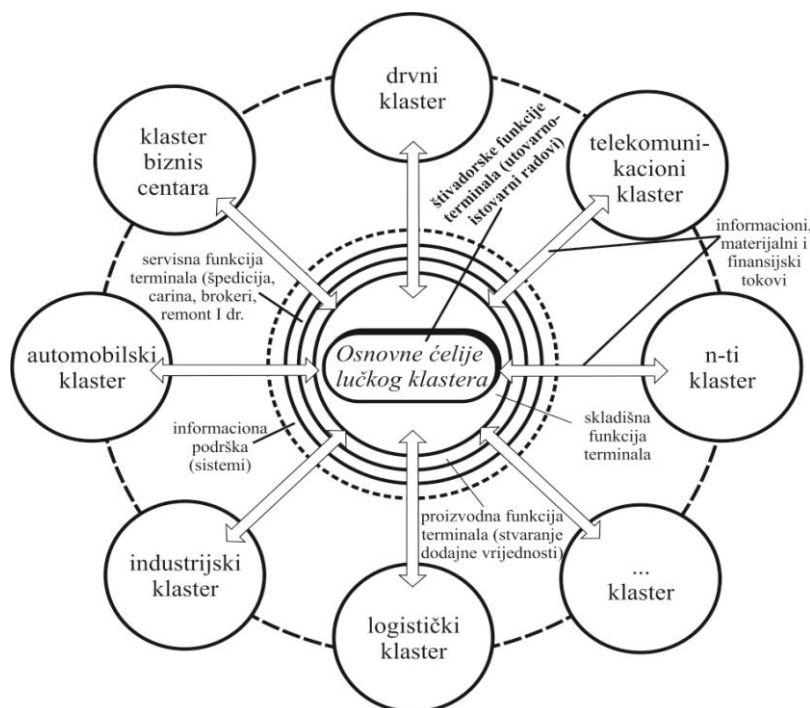 drvni
klaster
klaster
biznis
centara
štivadorske funkcije
terminala (utovarno-
istovarni radovi)
telekomuni-
kacioni
klaster
informacioni,
materijalni i
finansijski
tokovi
servisna funkcija
terminala (špedicija,
carina, brokeri,
remont I dr.
automobilski
klaster
Osnovne ćelije
lučkog klastera
n-ti
klaster
skladišna
funkcija
terminala
informaciona
podrška
(sistemi)
proizvodna funkcija
terminala (stvaranje
dodajne vrijednosti)
industrijski
klaster
logistički
klaster
...
klaster